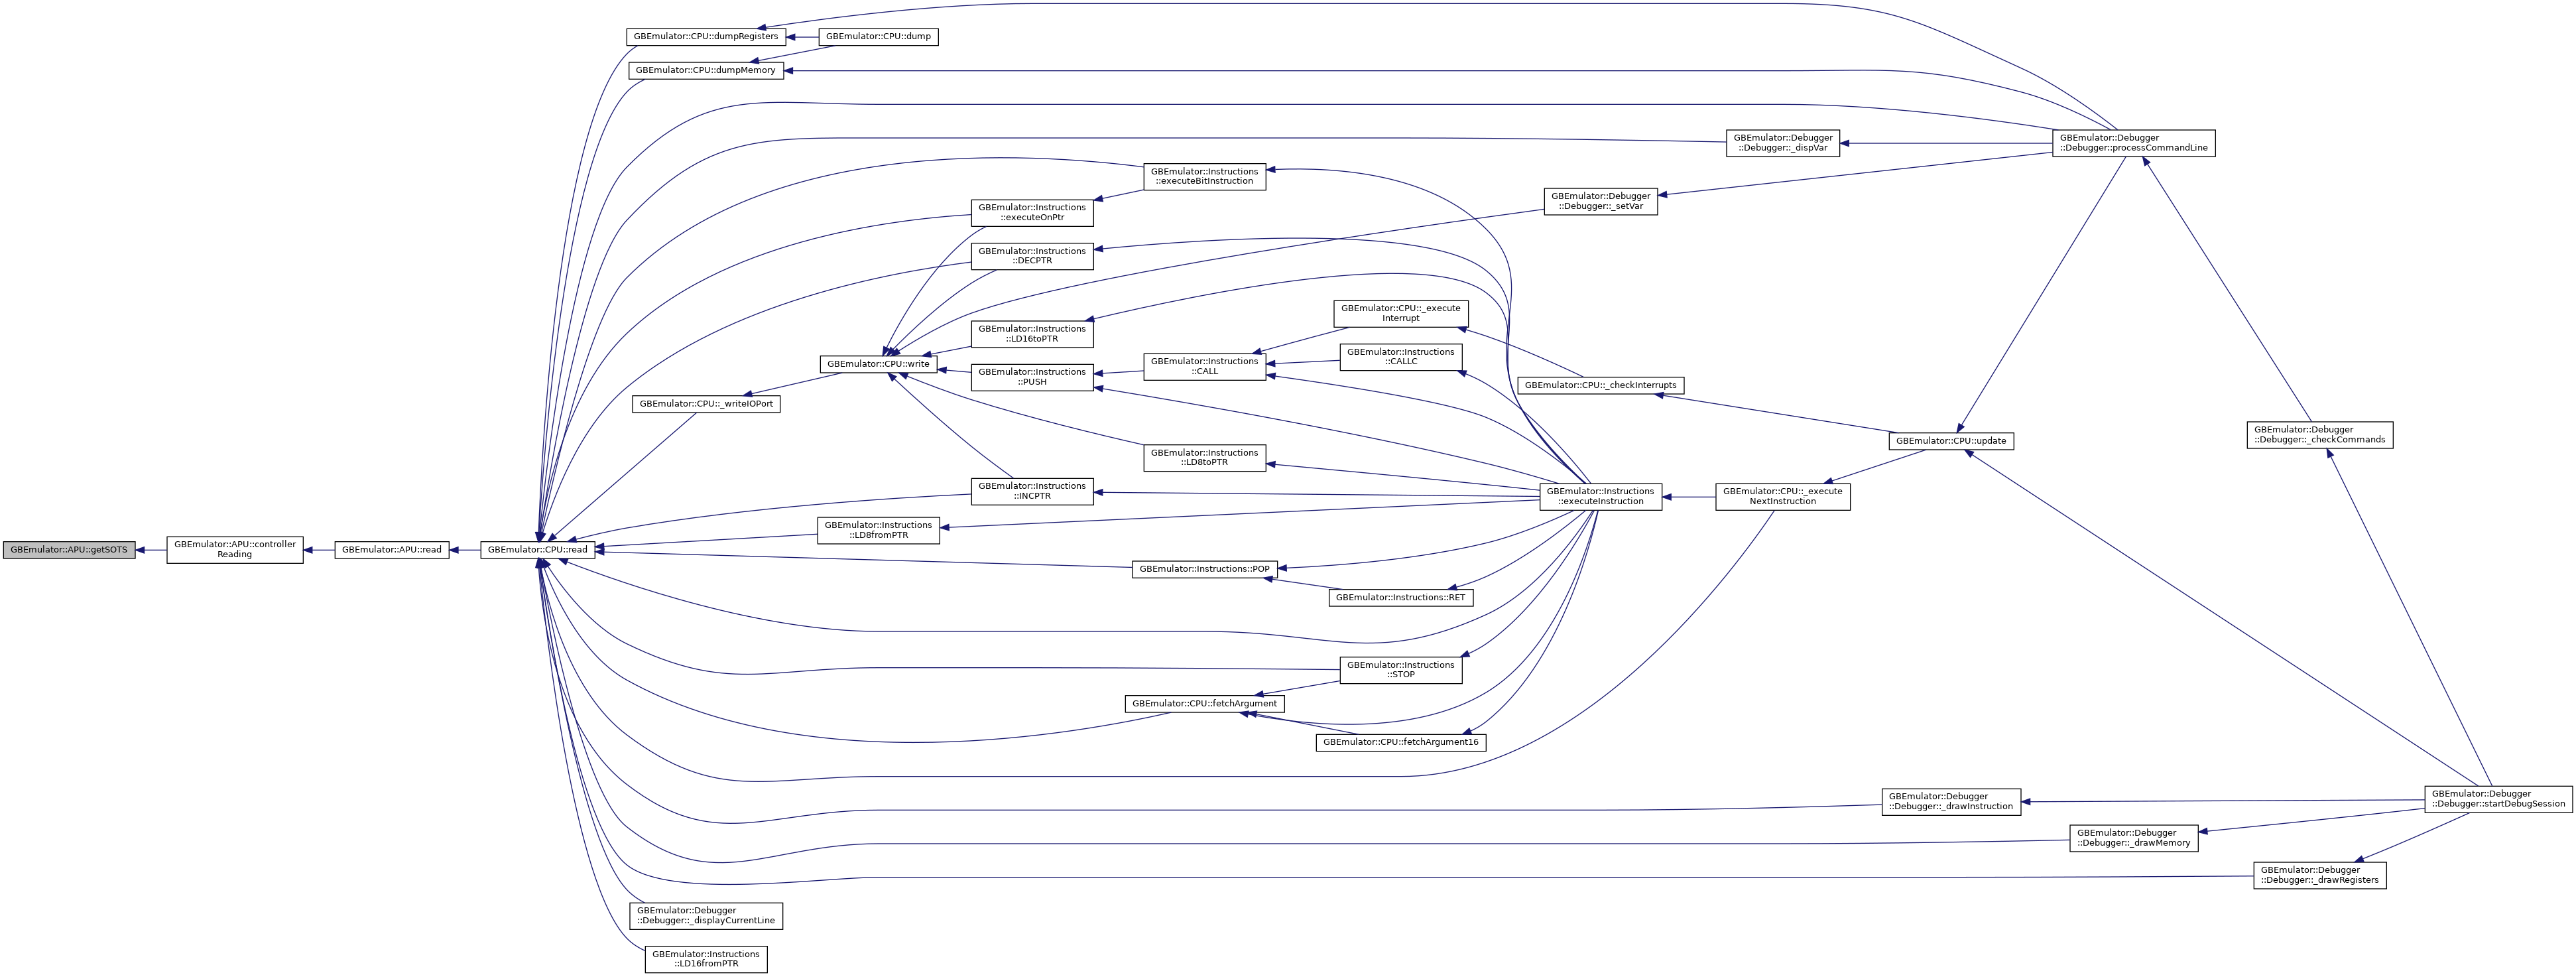 GBEmulator::APU::getSOTS
GBEmulator::APU::controller
Reading
GBEmulator::APU::read
GBEmulator::CPU::read
GBEmulator::CPU::dumpRegisters
GBEmulator::CPU::dump
GBEmulator::CPU::dumpMemory
GBEmulator::Debugger
::Debugger::processCommandLine
GBEmulator::Debugger
::Debugger::_dispVar
GBEmulator::Instructions
::executeBitInstruction
GBEmulator::Debugger
::Debugger::_setVar
GBEmulator::Instructions
::executeOnPtr
GBEmulator::Instructions
::DECPTR
GBEmulator::CPU::_execute
Interrupt
GBEmulator::Instructions
::LD16toPTR
GBEmulator::Instructions
::CALLC
GBEmulator::CPU::write
GBEmulator::Instructions
::CALL
GBEmulator::Instructions
::PUSH
GBEmulator::CPU::_checkInterrupts
GBEmulator::CPU::_writeIOPort
GBEmulator::Debugger
::Debugger::_checkCommands
GBEmulator::CPU::update
GBEmulator::Instructions
::LD8toPTR
GBEmulator::Instructions
::INCPTR
GBEmulator::Instructions
::executeInstruction
GBEmulator::CPU::_execute
NextInstruction
GBEmulator::Instructions
::LD8fromPTR
GBEmulator::Instructions::POP
GBEmulator::Instructions::RET
GBEmulator::Instructions
::STOP
GBEmulator::CPU::fetchArgument
GBEmulator::CPU::fetchArgument16
GBEmulator::Debugger
::Debugger::_drawInstruction
GBEmulator::Debugger
::Debugger::startDebugSession
GBEmulator::Debugger
::Debugger::_drawMemory
GBEmulator::Debugger
::Debugger::_drawRegisters
GBEmulator::Debugger
::Debugger::_displayCurrentLine
GBEmulator::Instructions
::LD16fromPTR